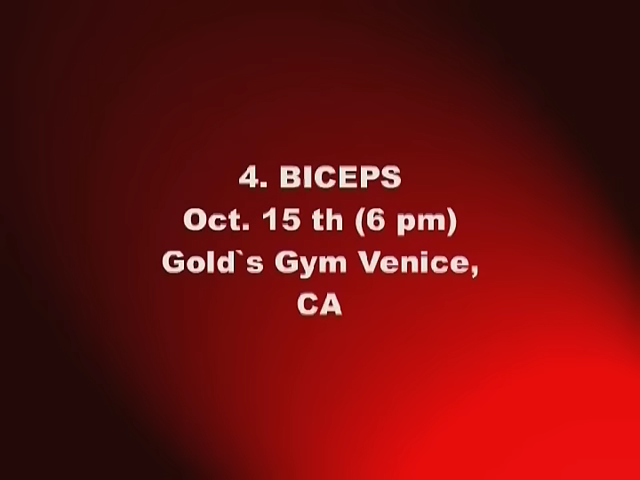 4. BICEPS
Oct. 15 th (6 pm)
Gold`s Gym Venice,
CA